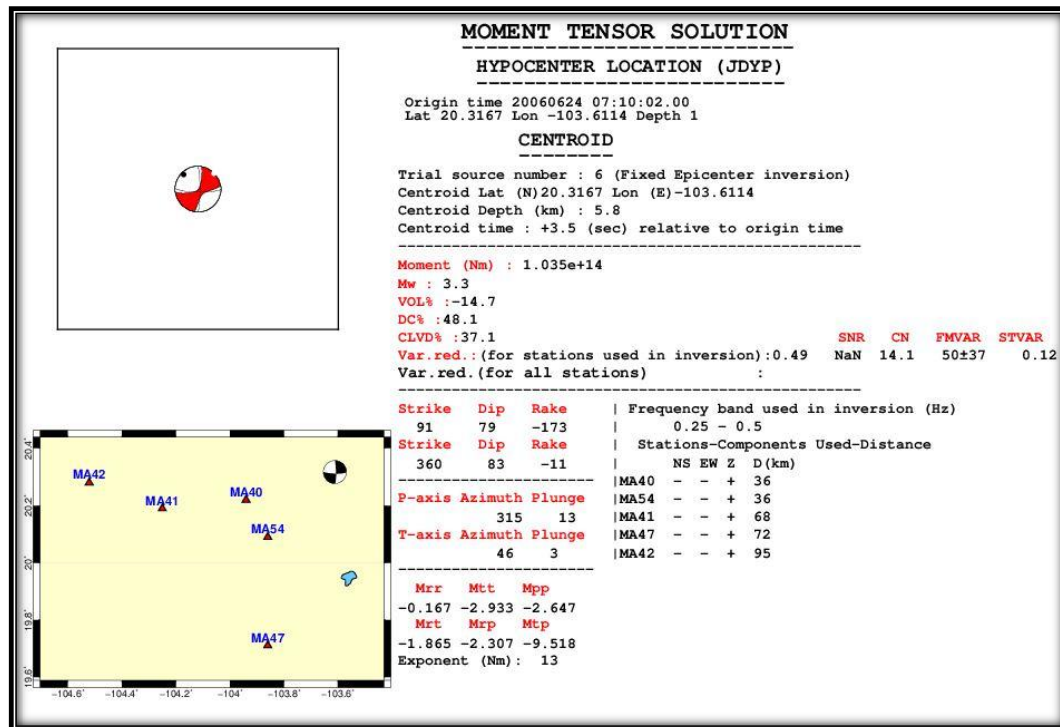 MOMENT TENSOR SOLUTION
HYPOCENTER LOCATION (JDYP)
Origin time 20060624 07:10:02.00
Lat 20.3167 Lon -103.6114 Depth 1
CENTROID
Trial source number : 6 (Fixed Epicenter inversion)
Centroid Lat (N)20.3167 Lon (E)-103.6114
Centroid Depth (km) : 5.8
Centroid time : +3.5 (sec) relative to origin time
Moment (Nm) : 1.035e+14
Mw : 3.3
VOL% :-14.7
DC% :48.1
CLVD% :37.1 SNR CN FMVAR STVAR
Var.red.:(for stations used in inversion):0.49 NaN 14.1 50±37 0.12
Var.red.(for all stations) :
Strike Dip Rake | Frequency band used in inversion (Hz)
91 79 -173 | 0.25 - 0.5
Strike Dip Rake | Stations-Components Used-Distance
360 83 -11 | NS EW Z D(km)
|MA40 - - + 36
P-axis Azimuth Plunge |MA54 - - + 36
315 13 |MA41 - - + 68
T-axis Azimuth Plunge |MA47 - - + 72
46 3 |MA42 - - + 95
Mrr Mtt Mpp
-0.167 -2.933 -2.647
Mrt Mrp Mtp
-1.865 -2.307 -9.518
Exponent (Nm): 13
20.4°
20.2°
20°
19.8°
19.6°
MA42
MA41
MA40
MA54
MA47
-104.6° -104.4° -104.2° -104° -103.8° -103.6°